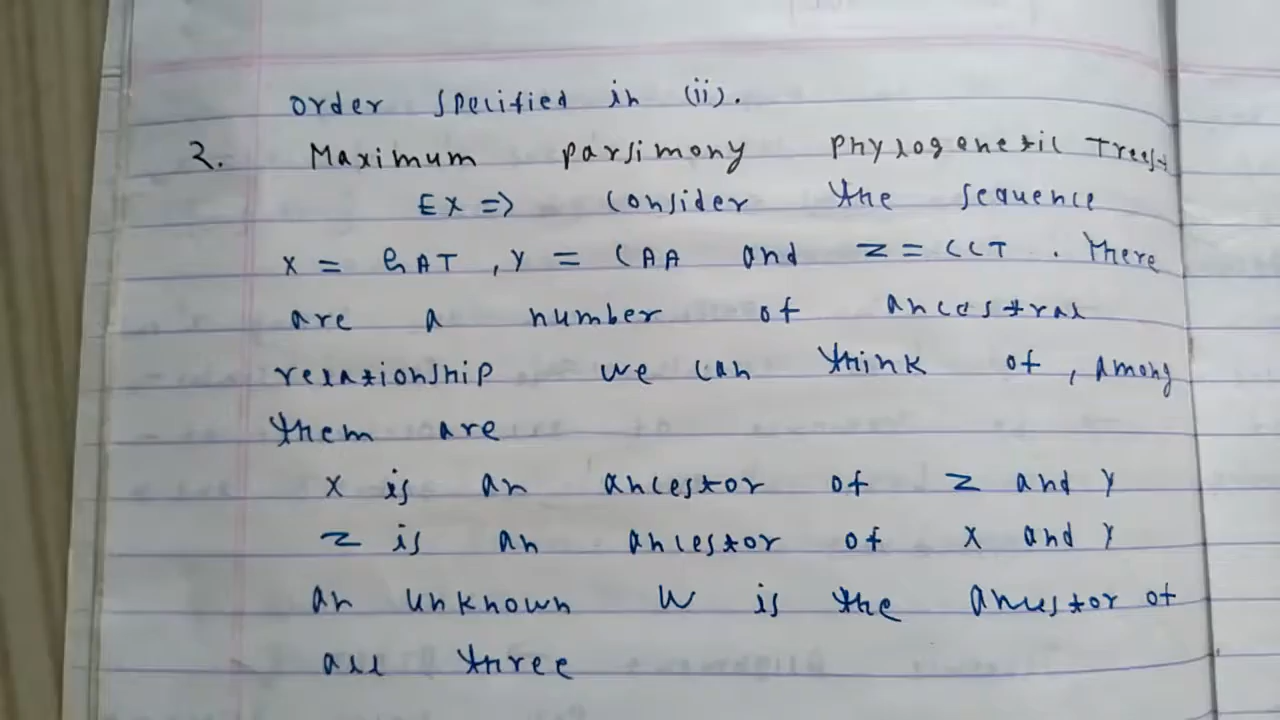 order specified in (ii).
2. Maximum parsimony phylogenetic Trees
EX => consider the sequence
X = GAT, Y = CAA and Z = CCT. There
are a number of ancestral
relationship we can think of, among
them are
X is an ancestor of Z and Y
Z is an ancestor of X and Y
an unknown W is the ancestor of
all three